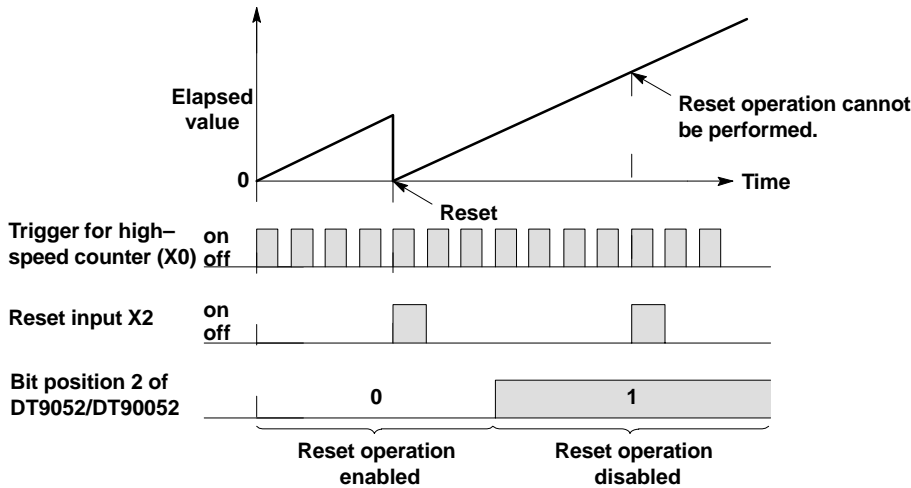 Elapsed
value
Reset operation cannot
be performed.
0
Time
Reset
Trigger for high–
speed counter (X0)
on
off
Reset input X2
on
off
Bit position 2 of
DT9052/DT90052
0
1
Reset operation
enabled
Reset operation
disabled